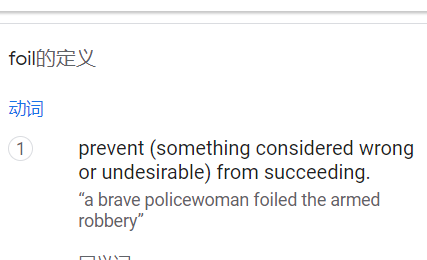 foil的定义
动词
1
prevent (something considered wrong
or undesirable) from succeeding.
“a brave policewoman foiled the armed
robbery”